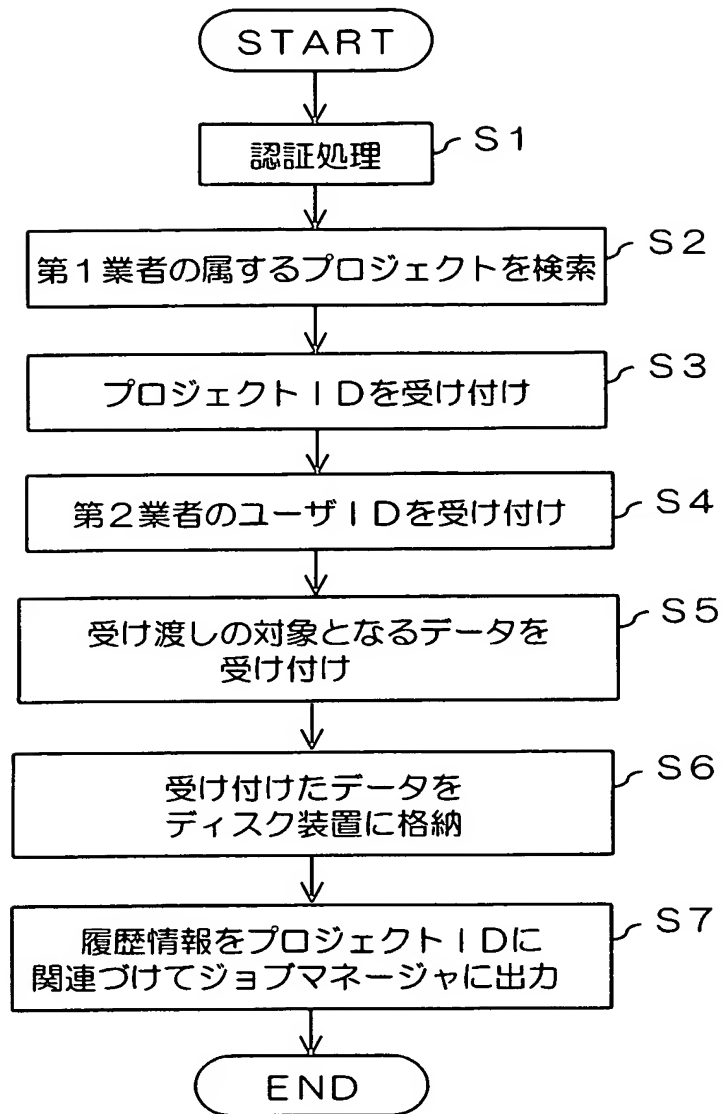 START
認証処理
S1
第1業者の属するプロジェクトを検索
S2
プロジェクトIDを受け付け
S3
第2業者のユーザIDを受け付け
S4
受け渡しの対象となるデータを
受け付け
S5
受け付けたデータを
ディスク装置に格納
S6
履歴情報をプロジェクトIDに
関連づけてジョブマネージャに出力
S7
END